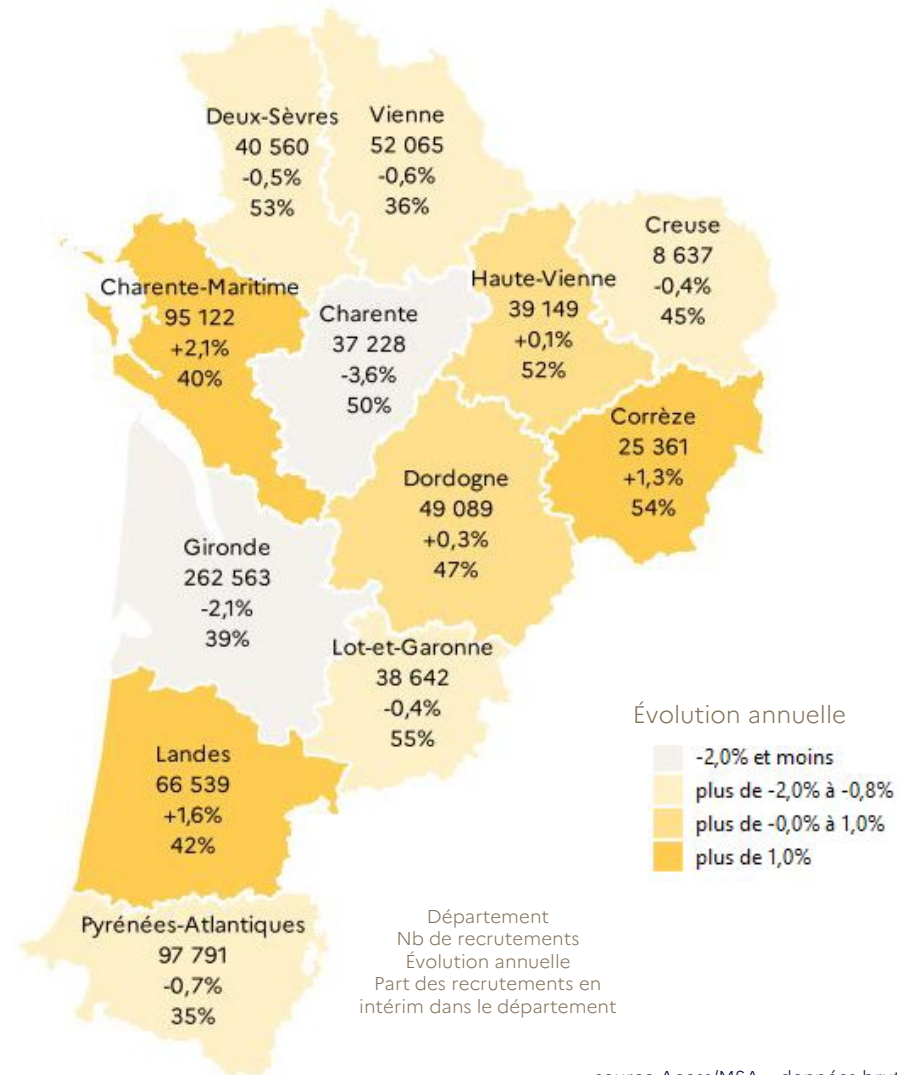 Deux-Sèvres
40 560
-0,5%
53%
Vienne
52 065
-0,6%
36%
Creuse
8 637
-0,4%
45%
Haute-Vienne
39 149
+0,1%
52%
Charente-Maritime
95 122
+2,1%
40%
Charente
37 228
-3,6%
50%
Corrèze
25 361
+1,3%
54%
Dordogne
49 089
+0,3%
47%
Gironde
262 563
-2,1%
39%
Lot-et-Garonne
38 642
-0,4%
55%
Landes
66 539
+1,6%
42%
Pyrénées-Atlantiques
97 791
-0,7%
35%
Évolution annuelle
-2,0% et moins
plus de -2,0% à -0,8%
plus de -0,0% à 1,0%
plus de 1,0%
Département
Nb de recrutements
Évolution annuelle
Part des recrutements en
intérim dans le département